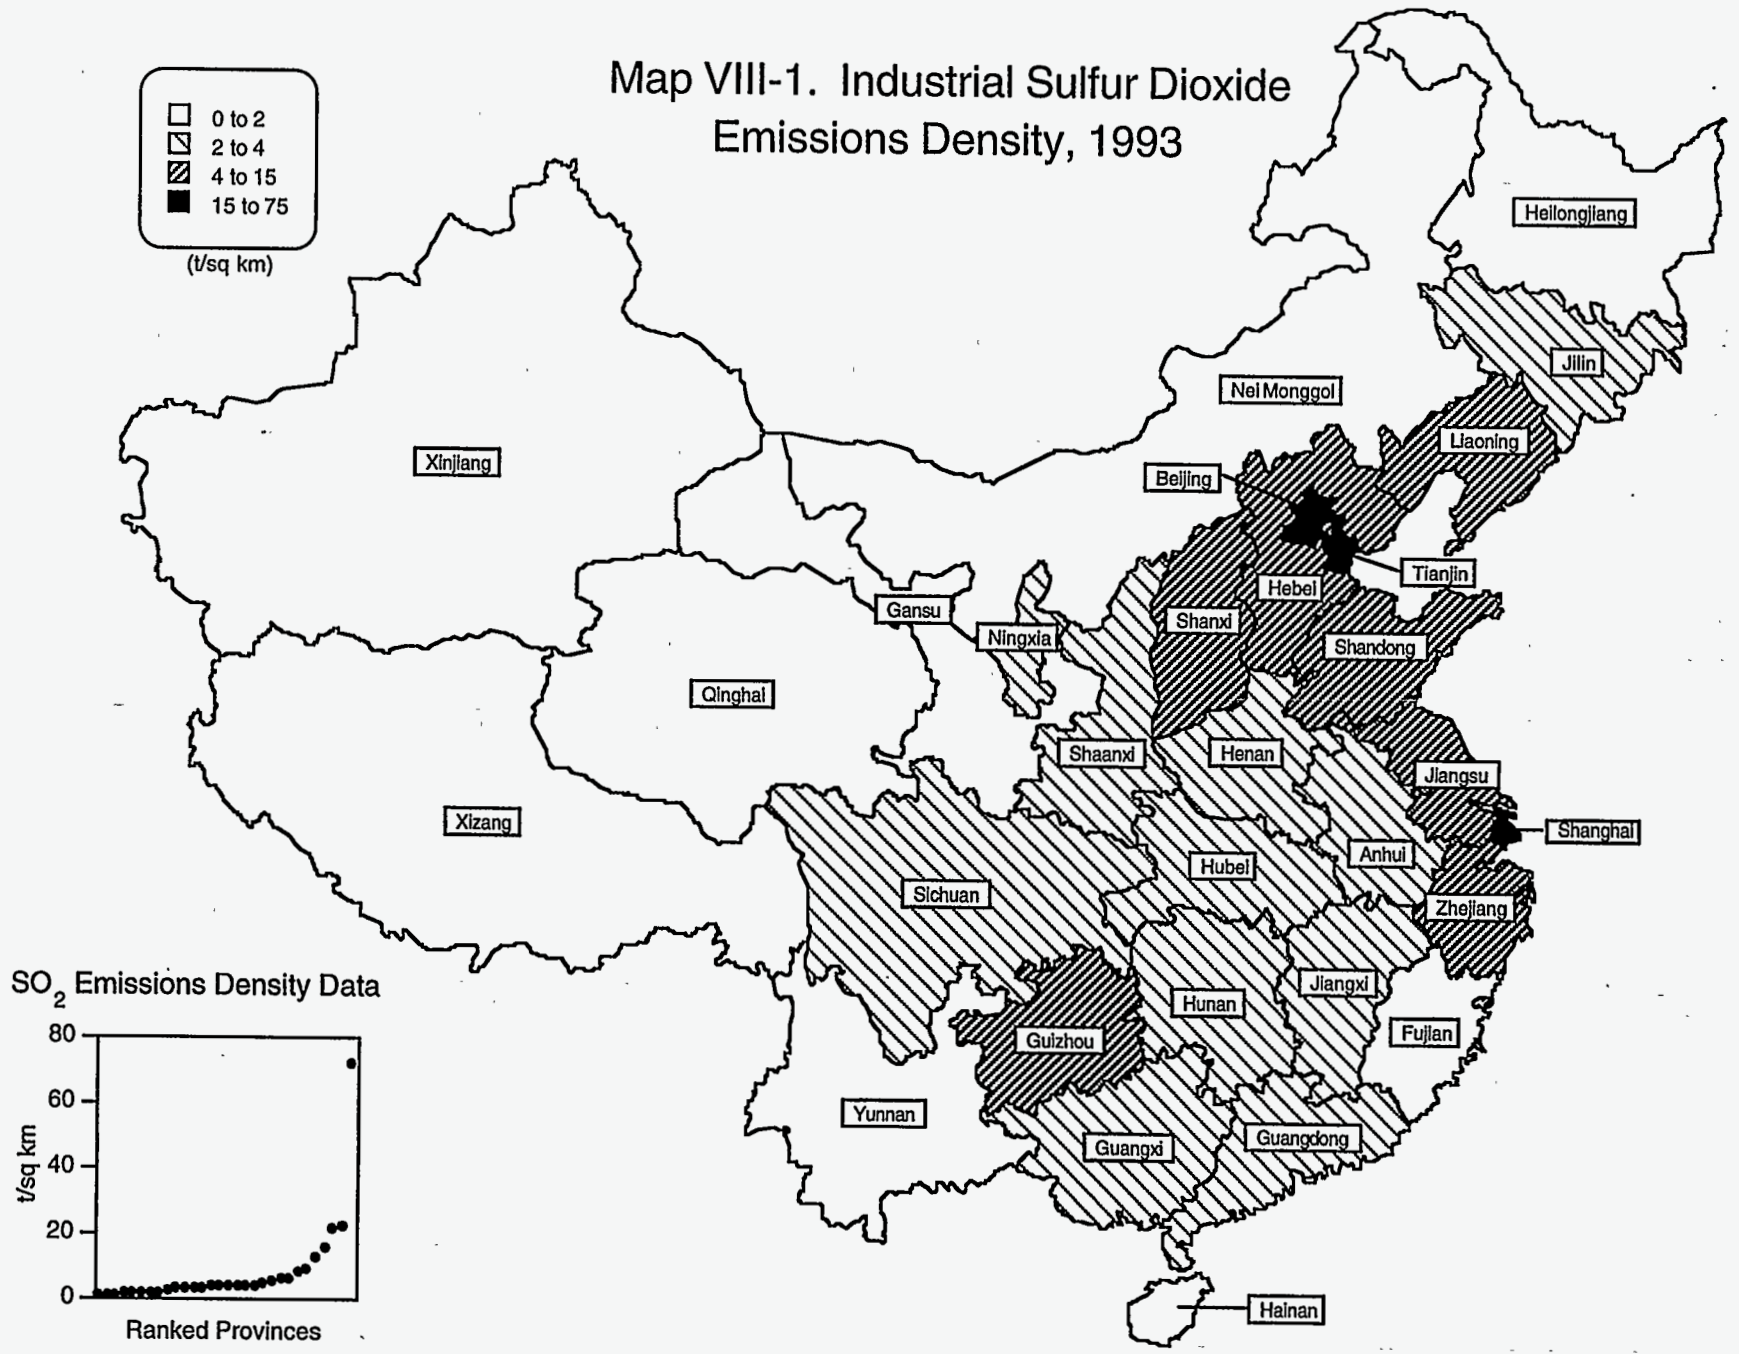 Map VIII-1. Industrial Sulfur Dioxide
Emissions Density, 1993
0 to 2
2 to 4
4 to 15
15 to 75
(t/sq km)
Heilongjiang
Jilin
Nei Monggol
Liaoning
Xinjiang
Beijing
Tianjin
Hebei
Gansu
Shanxi
Ningxia
Shandong
Qinghai
Shaanxi
Henan
Jiangsu
Xizang
Shanghai
Anhui
Hubei
Sichuan
Zhejiang
Jiangxi
Hunan
Fujian
Guizhou
Yunnan
Guangdong
Guangxi
Hainan
SO2 Emissions Density Data
80
60
40
20
0
t/sq km
Ranked Provinces